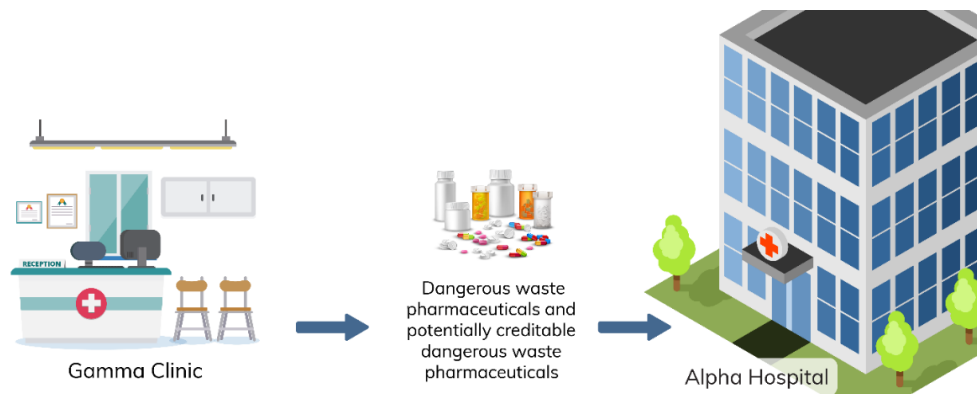 RECEPTION
Gamma Clinic
Dangerous waste
pharmaceuticals and
potentially creditable
dangerous waste
pharmaceuticals
Alpha Hospital